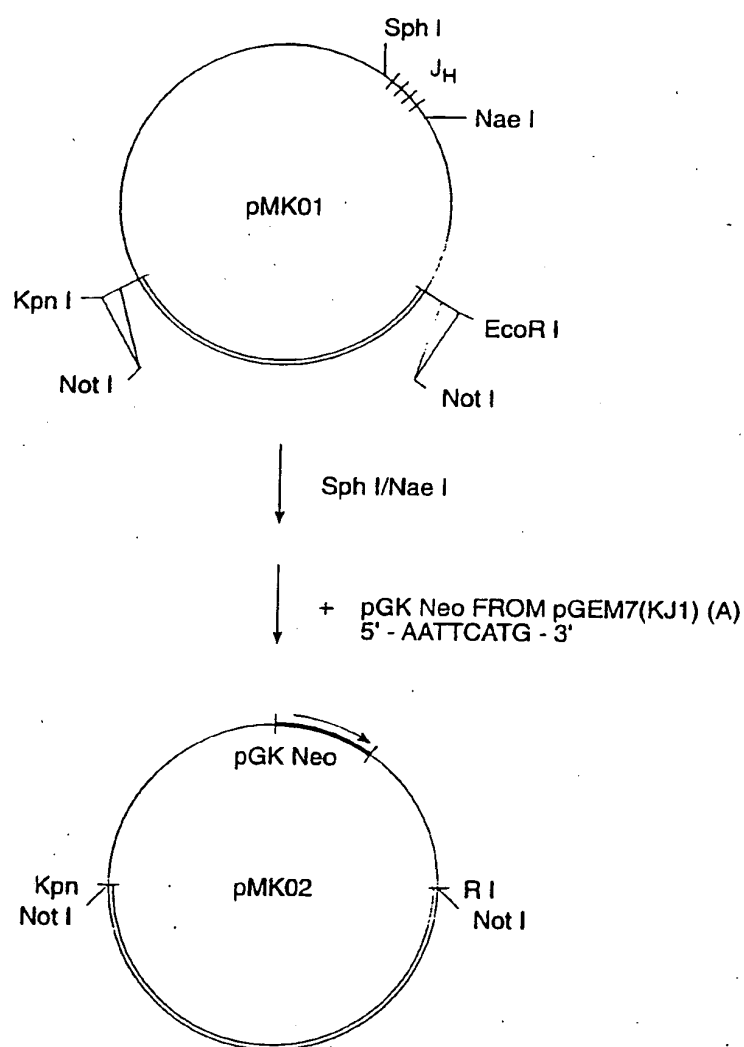 Sph I
JH
Nae I
pMK01
Kpn I
EcoR I
Not I
Not I
Sph I/Nae I
+ pGK Neo FROM pGEM7(KJ1) (A)
5' - AATTCATG - 3'
pGK Neo
Kpn
Not I
pMK02
R I
Not I